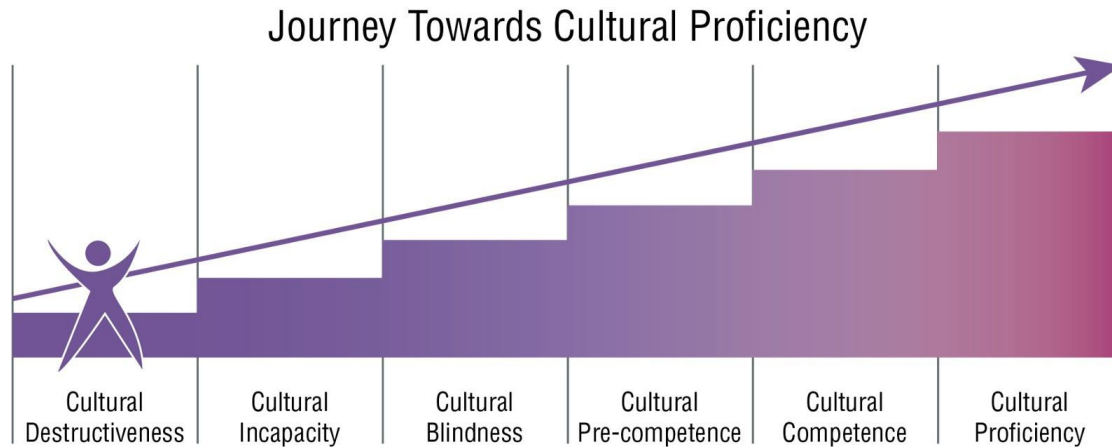 Journey Towards Cultural Proficiency
Cultural
Destructiveness
Cultural
Incapacity
Cultural
Blindness
Cultural
Pre-competence
Cultural
Competence
Cultural
Proficiency